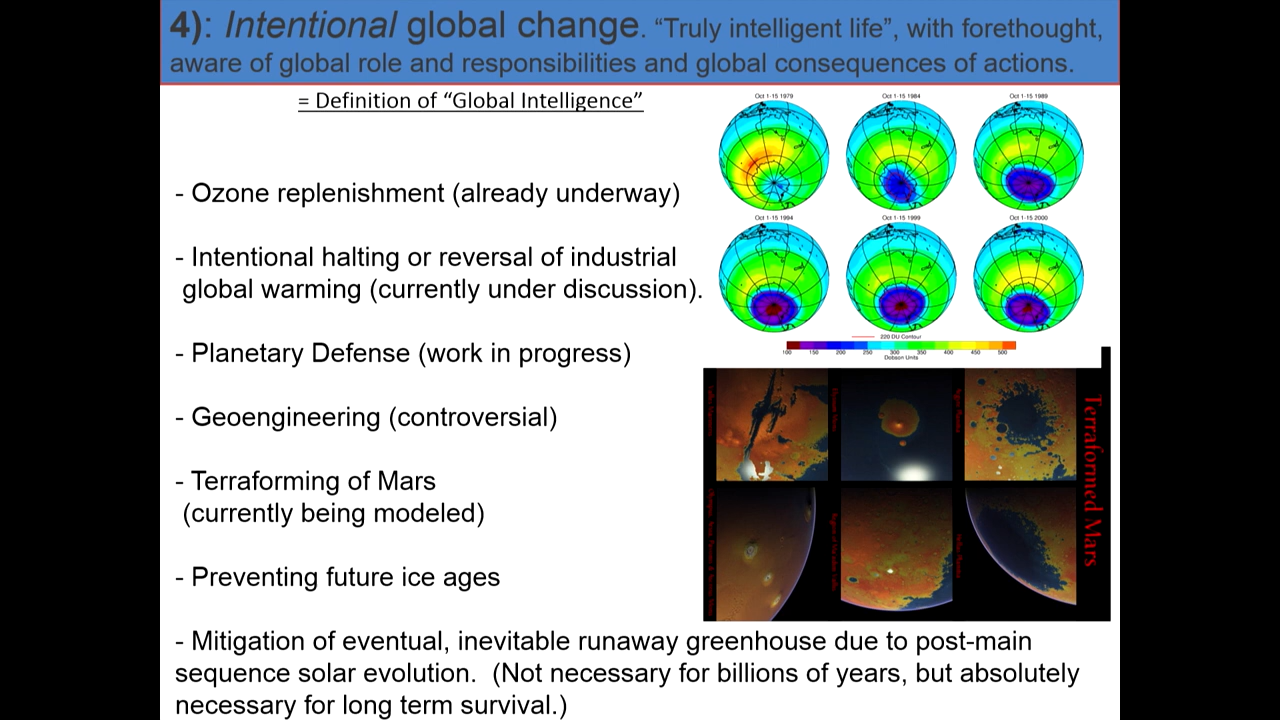 4): Intentional global change. “Truly intelligent life”, with forethought,
aware of global role and responsibilities and global consequences of actions.
= Definition of “Global Intelligence”
- Ozone replenishment (already underway)
- Intentional halting or reversal of industrial
global warming (currently under discussion).
- Planetary Defense (work in progress)
- Geoengineering (controversial)
- Terraforming of Mars
(currently being modeled)
- Preventing future ice ages
- Mitigation of eventual, inevitable runaway greenhouse due to post-main
sequence solar evolution.  (Not necessary for billions of years, but absolutely
necessary for long term survival.)
Oct 1-15 1979
Oct 1-15 1984
Oct 1-15 1989
Oct 1-15 1994
Oct 1-15 1999
Oct 1-15 2000
220 DU Contour
100 150 200 250 300 350 400 450 500
Dobson Units
Terraformed Mars